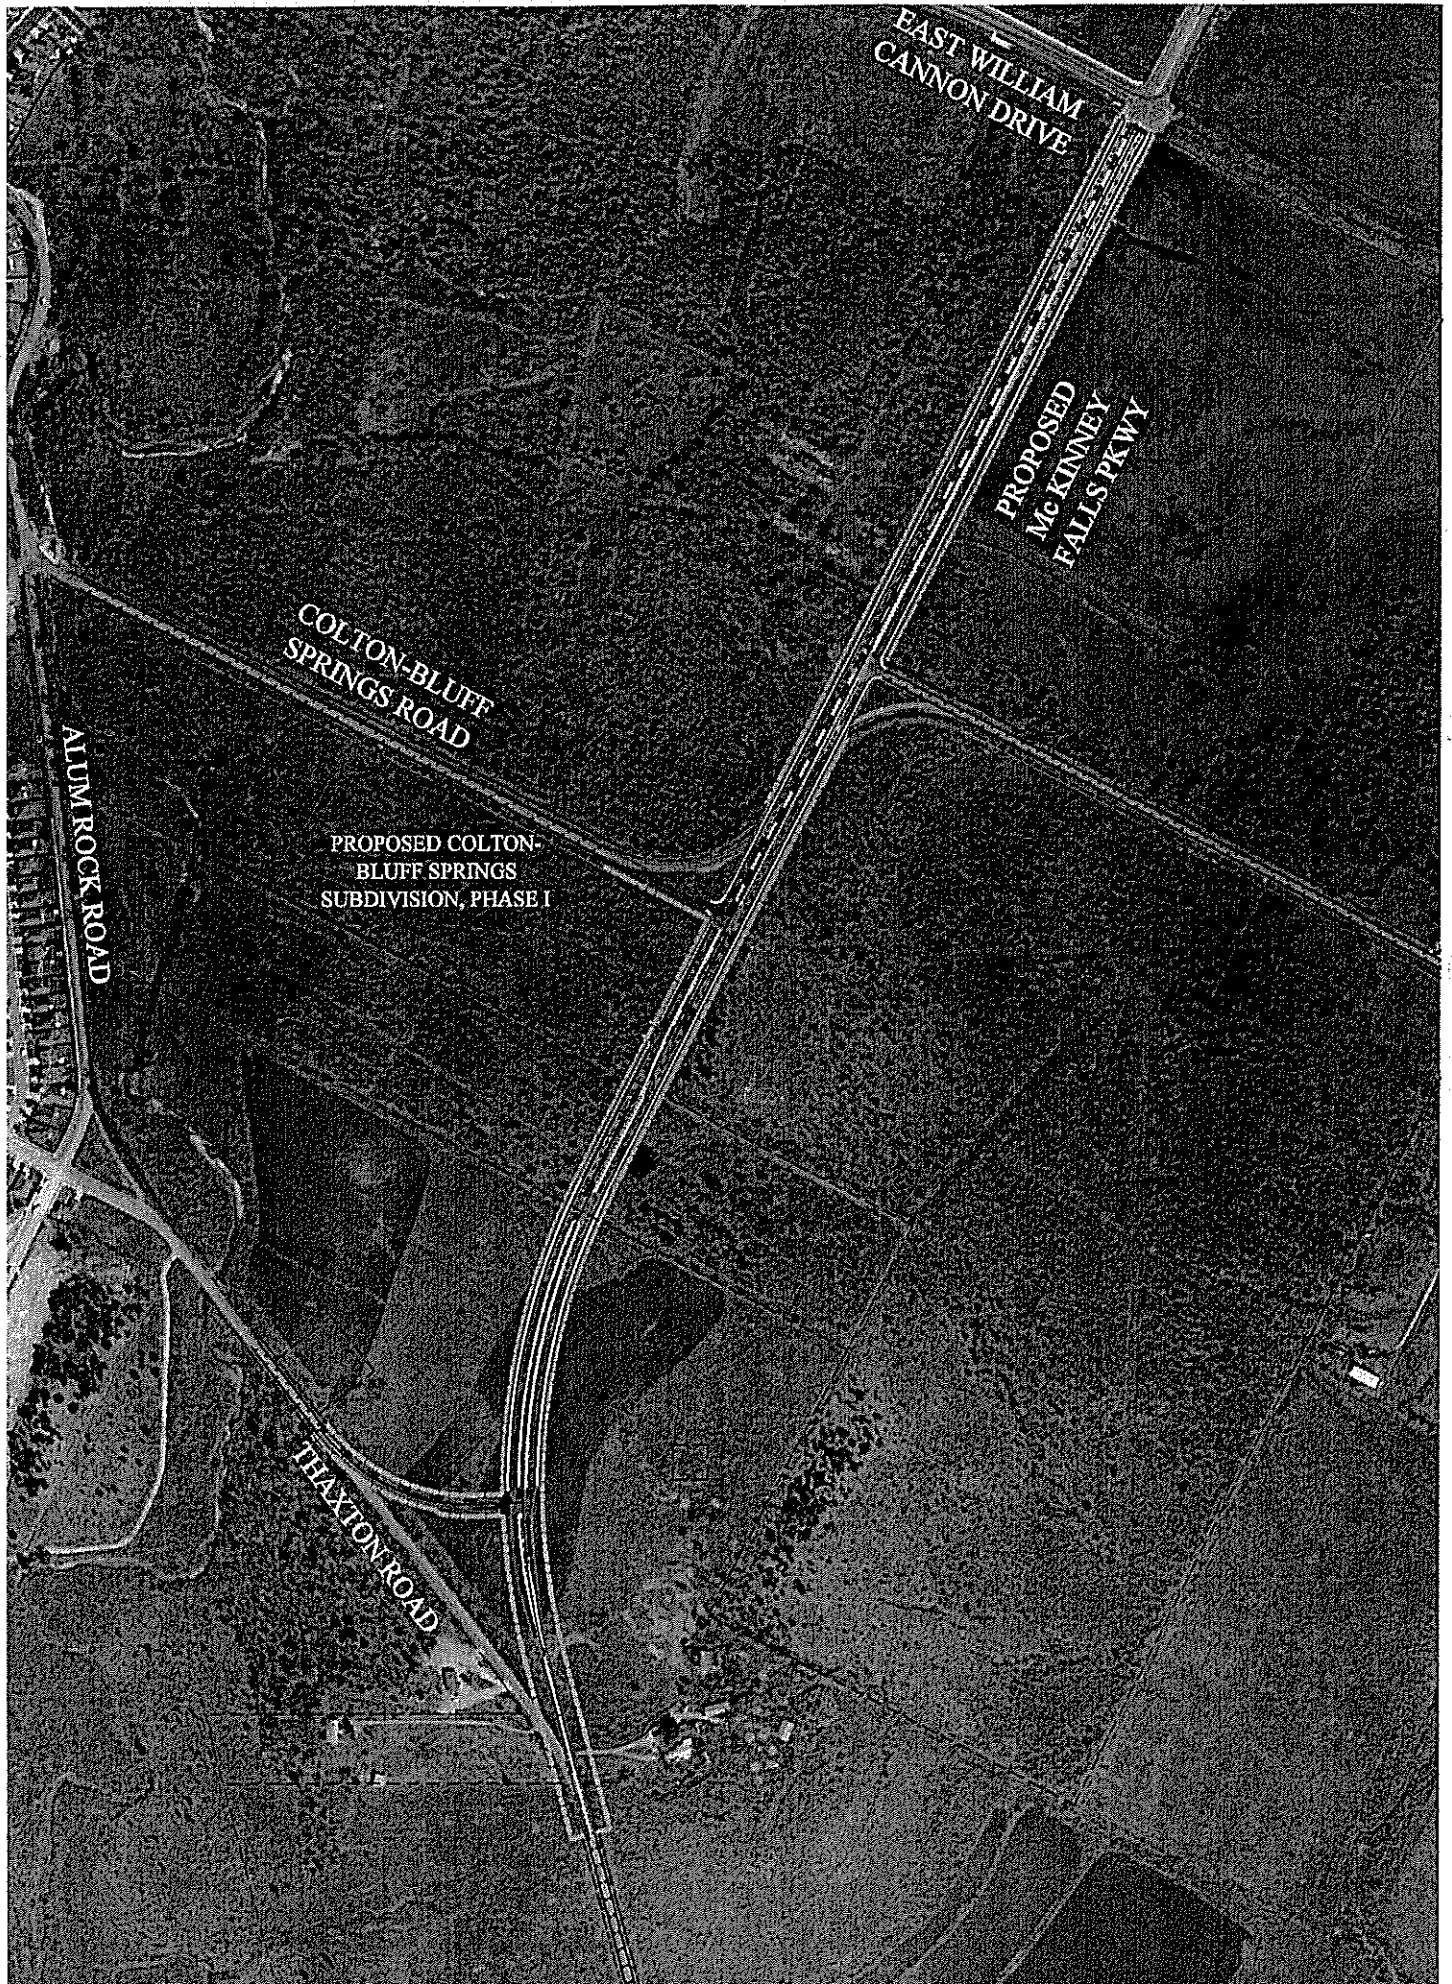 EAST WILLIAM
CANNON DRIVE
PROPOSED
Mc KINNEY
FALLS PKWY
COLTON-BLUFF
SPRINGS ROAD
ALUM ROCK ROAD
PROPOSED COLTON-
BLUFF SPRINGS
SUBDIVISION, PHASE I
THAXTON ROAD